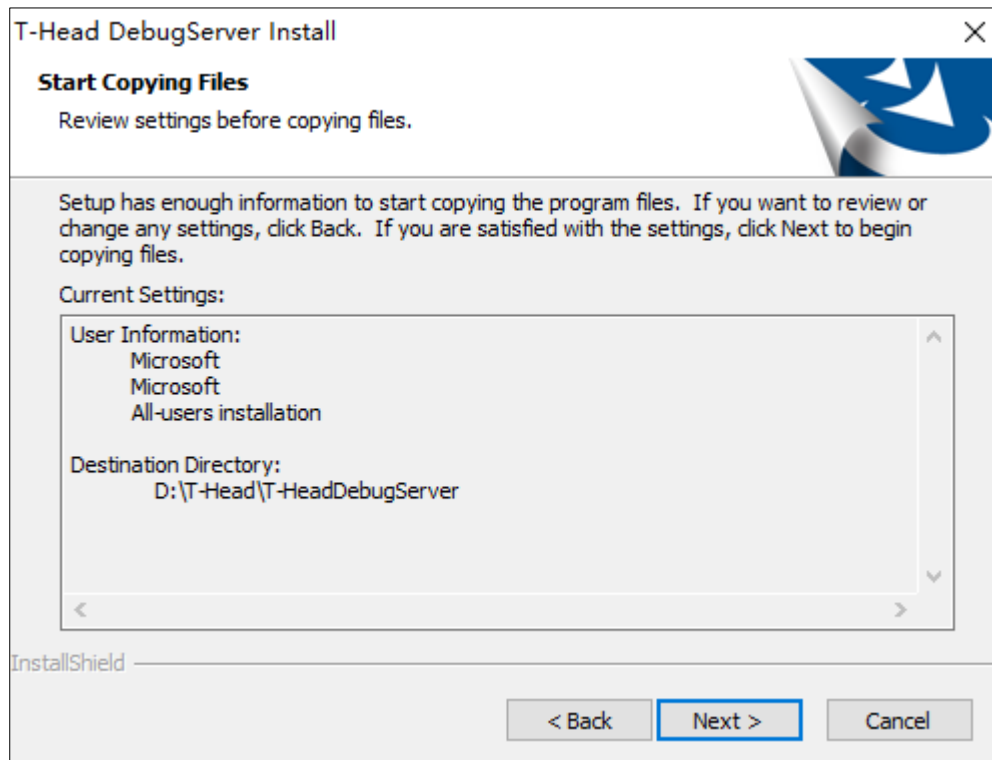 T-Head DebugServer Install
Start Copying Files
Review settings before copying files.
Setup has enough information to start copying the program files.  If you want to review or
change any settings, click Back.  If you are satisfied with the settings, click Next to begin
copying files.
Current Settings:
User Information:
Microsoft
Microsoft
All-users installation
Destination Directory:
D:\T-Head\T-HeadDebugServer
InstallShield
< Back
Next >
Cancel